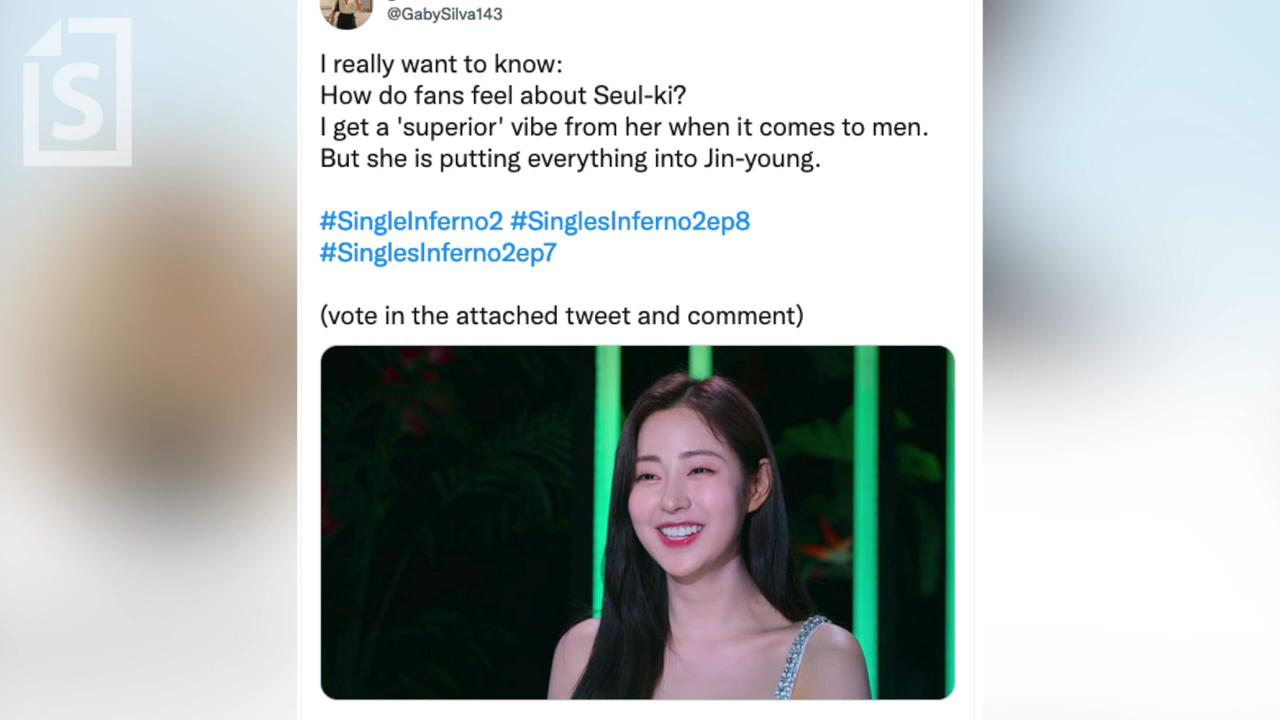 S
@GabySilva143
I really want to know:
How do fans feel about Seul-ki?
I get a 'superior' vibe from her when it comes to men.
But she is putting everything into Jin-young.
#SingleInferno2 #SinglesInferno2ep8
#SinglesInferno2ep7
(vote in the attached tweet and comment)